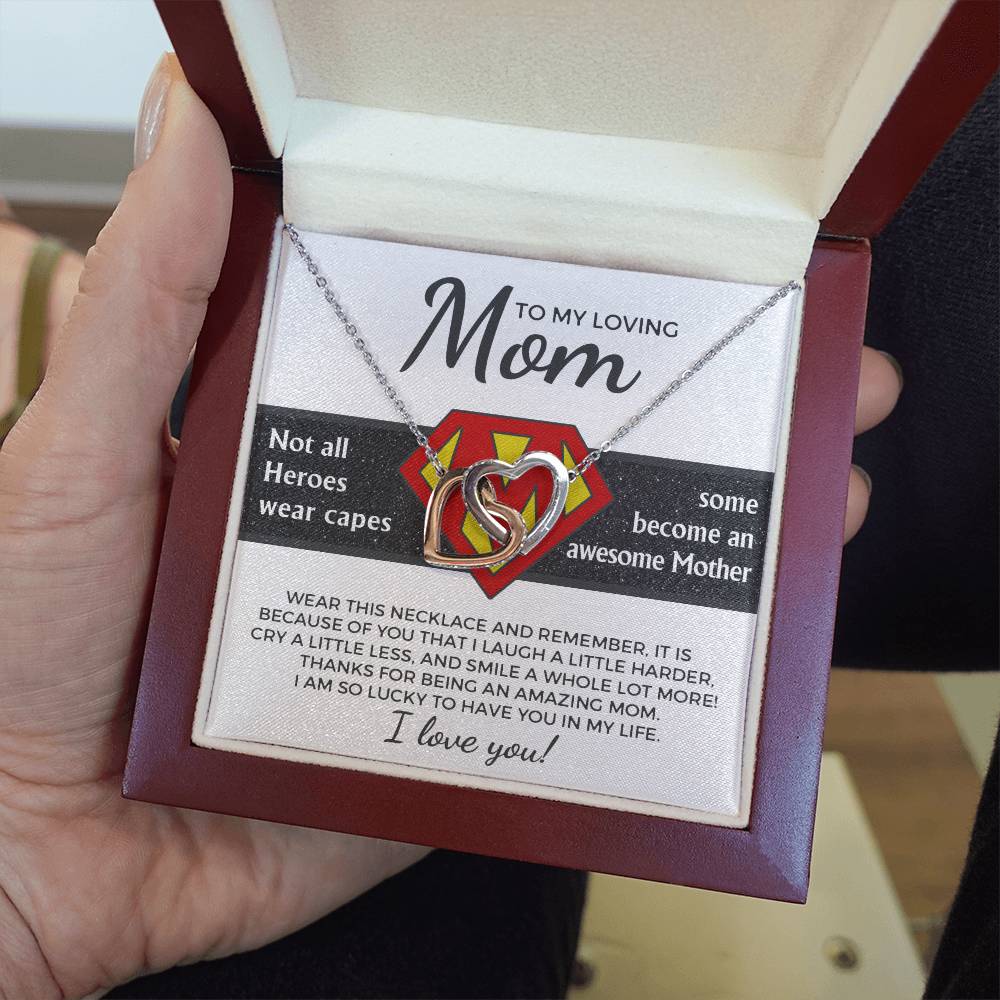 TO MY LOVING
Mom
Not all
Heroes
wear capes
M
some
become an
awesome Mother
WEAR THIS NECKLACE AND REMEMBER, IT IS
BECAUSE OF YOU THAT I LAUGH A LITTLE HARDER,
CRY A LITTLE LESS, AND SMILE A WHOLE LOT MORE!
THANKS FOR BEING AN AMAZING MOM.
I AM SO LUCKY TO HAVE YOU IN MY LIFE.
I love you!